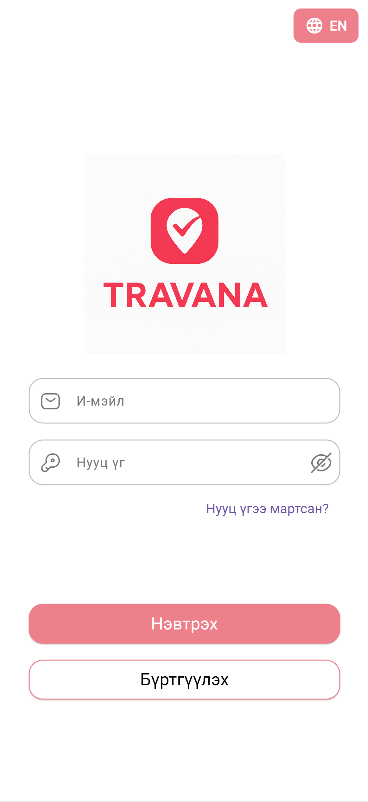 EN
TRAVANA
И-мэйл
Нууц үг
Нууц үгээ мартсан?
Нэвтрэх
Бүртгүүлэх